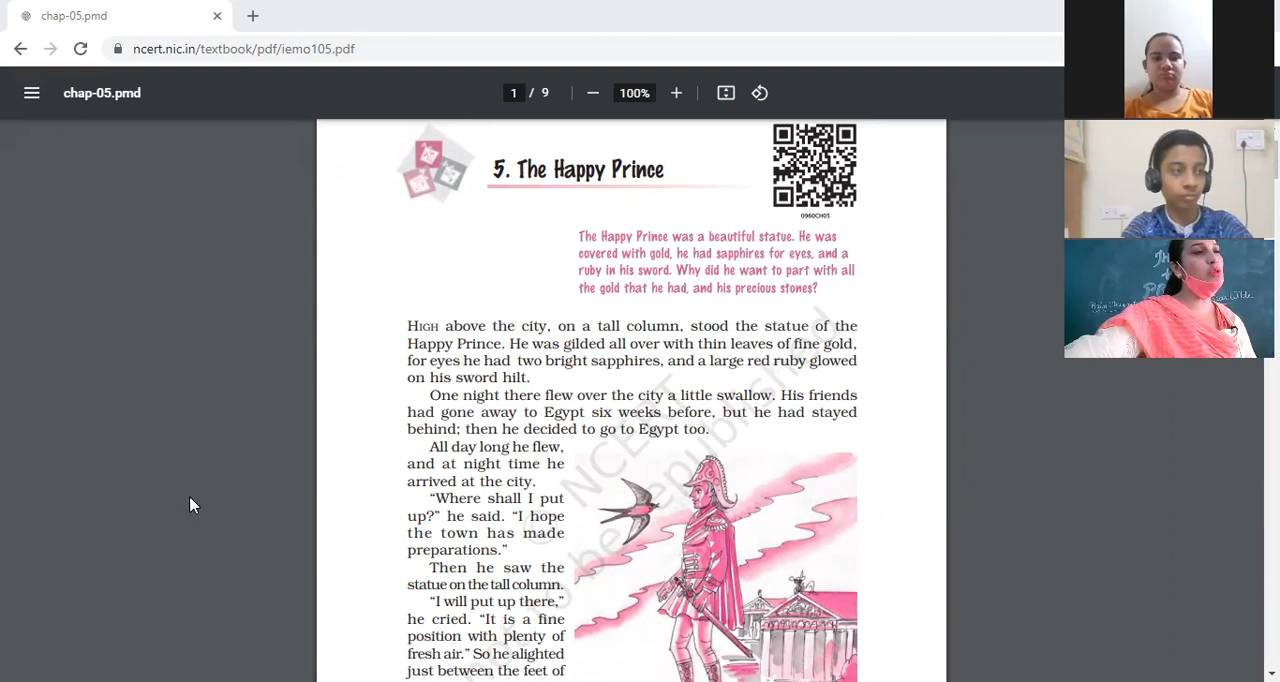 chap-05.pmd
ncert.nic.in/textbook/pdf/iemo105.pdf
chap-05.pmd
1 / 9
100%
5. The Happy Prince
0960CH05
The Happy Prince was a beautiful statue. He was
covered with gold, he had sapphires for eyes, and a
ruby in his sword. Why did he want to part with all
the gold that he had, and his precious stones?
HIGH above the city, on a tall column, stood the statue of the
Happy Prince. He was gilded all over with thin leaves of fine gold,
for eyes he had two bright sapphires, and a large red ruby glowed
on his sword hilt.
One night there flew over the city a little swallow. His friends
had gone away to Egypt six weeks before, but he had stayed
behind; then he decided to go to Egypt too.
All day long he flew,
and at night time he
arrived at the city.
“Where shall I put
up?” he said. “I hope
the town has made
preparations.”
Then he saw the
statue on the tall column.
“I will put up there,”
he cried. “It is a fine
position with plenty of
fresh air.” So he alighted
just between the feet of
© NCERT
not to be republished